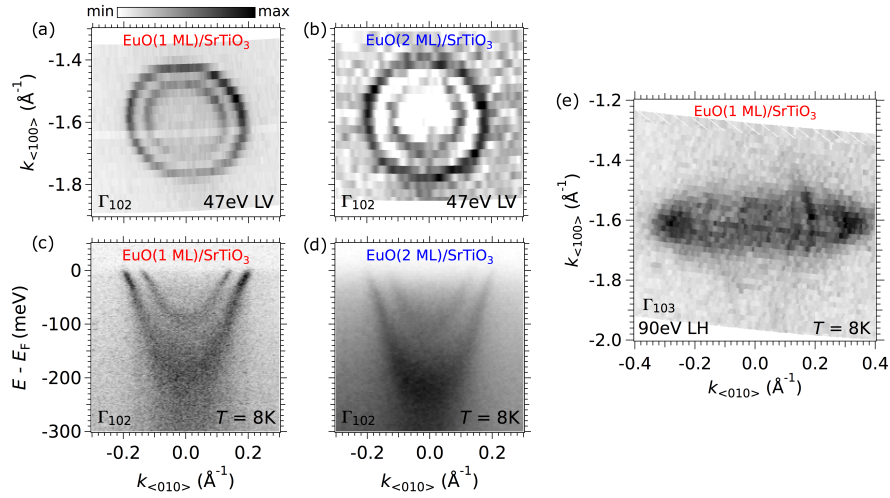 min max
(a)
EuO(1 ML)/SrTiO3
k<100> (Å-1)
-1.4
-1.6
-1.8
Γ102 47eV LV
(b)
EuO(2 ML)/SrTiO3
Γ102 47eV LV
(c)
EuO(1 ML)/SrTiO3
E - EF (meV)
0
-100
-200
-300
Γ102 T = 8K
-0.2 0.0 0.2
k<010> (Å-1)
(d)
EuO(2 ML)/SrTiO3
Γ102 T = 8K
-0.2 0.0 0.2
k<010> (Å-1)
(e)
EuO(1 ML)/SrTiO3
k<100> (Å-1)
-1.2
-1.4
-1.6
-1.8
-2.0
Γ103
90eV LH T = 8K
-0.4 -0.2 0.0 0.2 0.4
k<010> (Å-1)